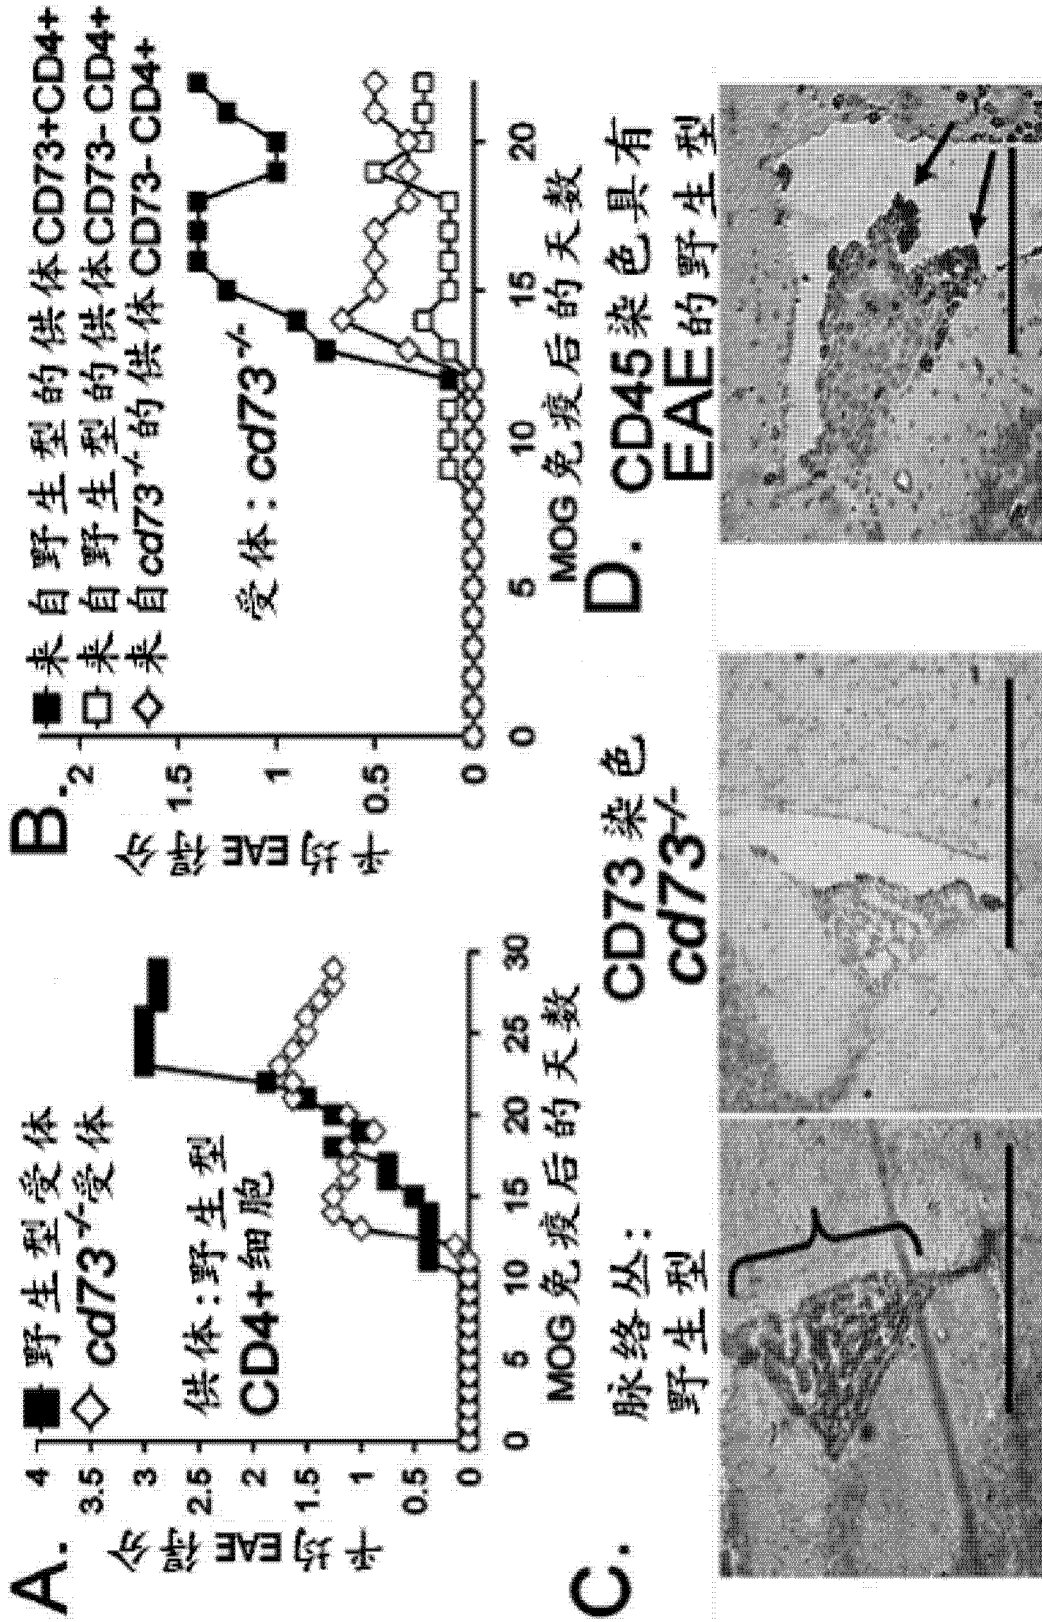 A.
■ 野生型受体
◇ cd73-/-受体
供体:野生型
CD4+细胞
平均EAE得分
4
3.5
3
2.5
2
1.5
1
0.5
0
0 5 10 15 20 25 30
MOG免疫后的天数
B.
■ 来自野生型的供体CD73+CD4+
□ 来自野生型的供体CD73- CD4+
◇ 来自cd73-/-的供体CD73- CD4+
受体:cd73-/-
平均EAE得分
2
1.5
1
0.5
0
0 5 10 15 20
MOG免疫后的天数
C.
脉络丛:
野生型
CD73染色
cd73-/-
D. CD45染色具有
EAE的野生型